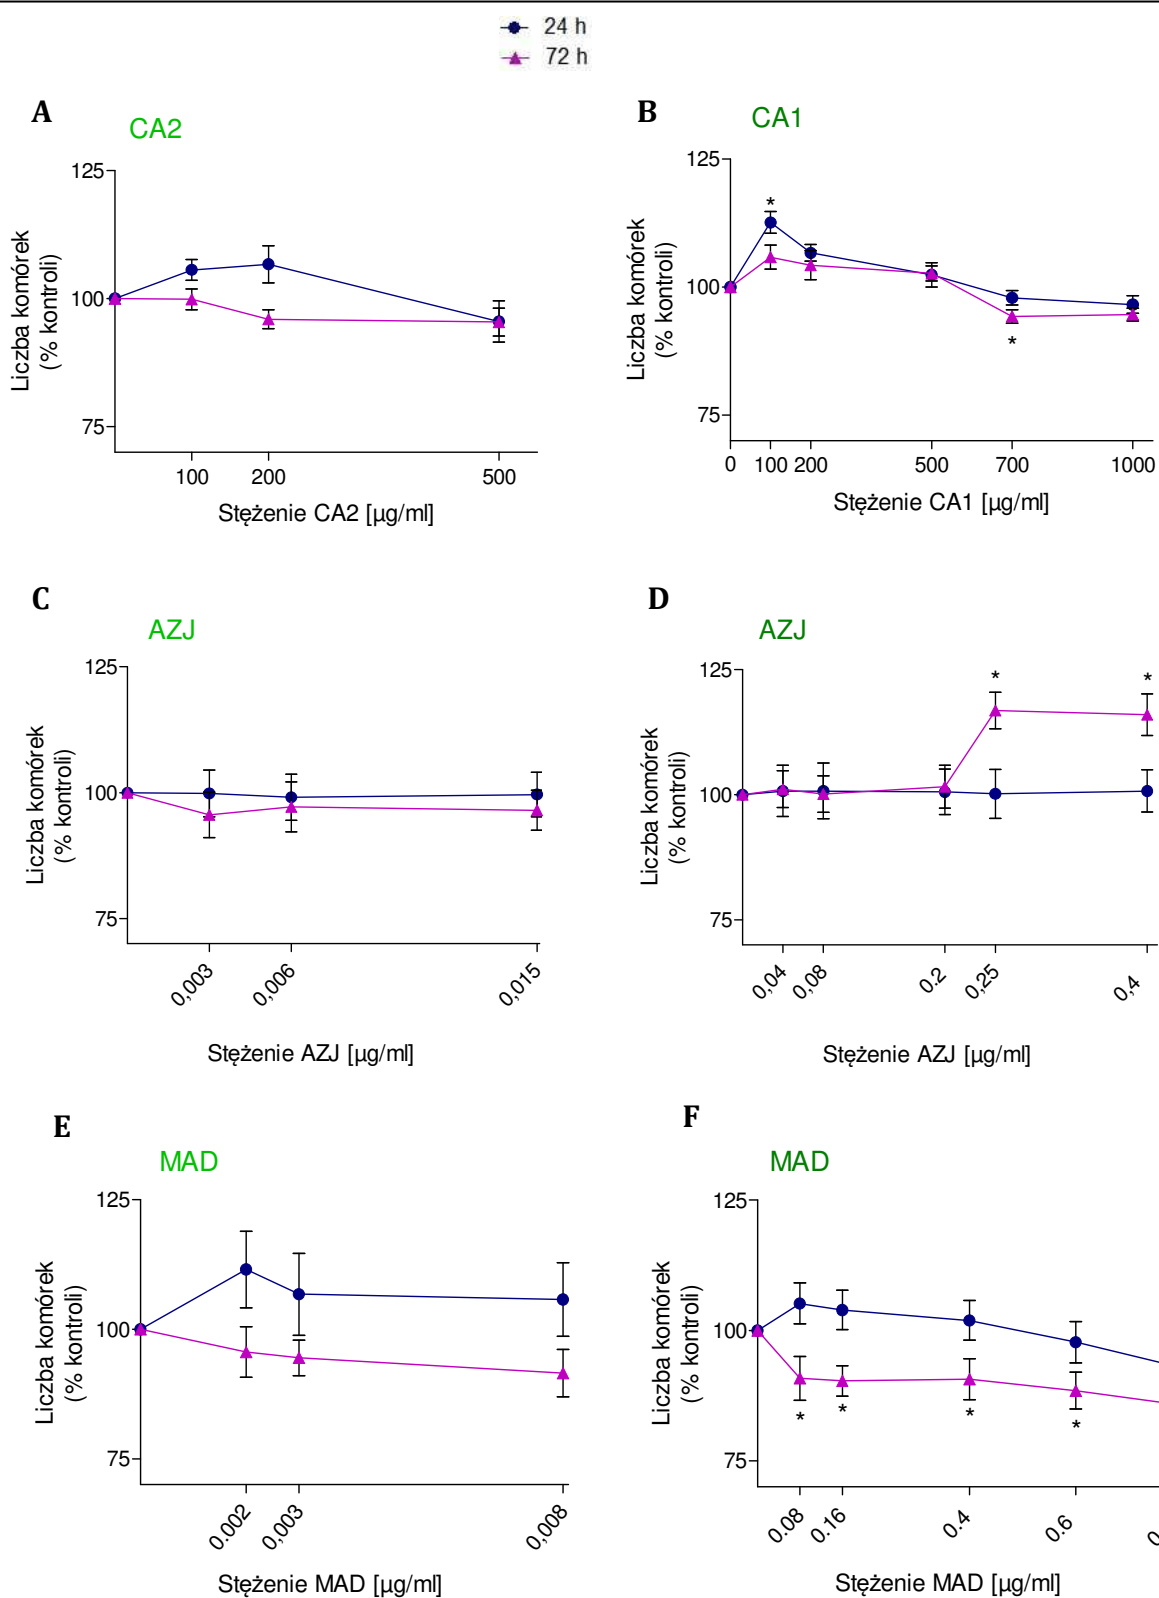 24 h
72 h
A
CA2
125
100
75
Liczba komórek
(% kontroli)
100 200 500
Stężenie CA2 [µg/ml]
B
CA1
125
*
100
*
75
Liczba komórek
(% kontroli)
0 100 200 500 700 1000
Stężenie CA1 [µg/ml]
C
AZJ
125
100
75
Liczba komórek
(% kontroli)
0,003 0,006 0,015
Stężenie AZJ [µg/ml]
D
AZJ
125
* *
100
75
Liczba komórek
(% kontroli)
0,04 0,08 0.2 0,25 0,4
Stężenie AZJ [µg/ml]
E
MAD
125
100
75
Liczba komórek
(% kontroli)
0.002 0,003 0,008
Stężenie MAD [µg/ml]
F
MAD
125
100
* * * *
75
Liczba komórek
(% kontroli)
0.08 0.16 0.4 0.6
Stężenie MAD [µg/ml]